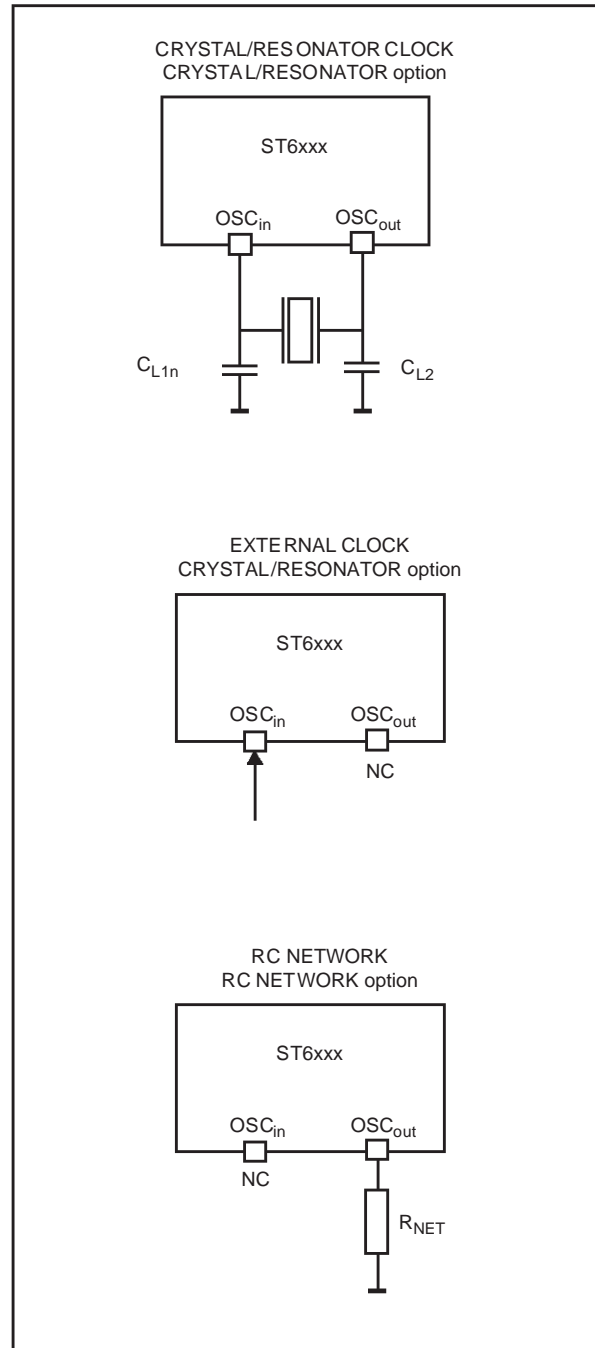 CRYSTAL/RESONATOR CLOCK
CRYSTAL/RESONATOR option
ST6xxx
OSCin OSCout
CL1n CL2
EXTERNAL CLOCK
CRYSTAL/RESONATOR option
ST6xxx
OSCin OSCout
NC
RC NETWORK
RC NETWORK option
ST6xxx
OSCin OSCout
NC
RNET